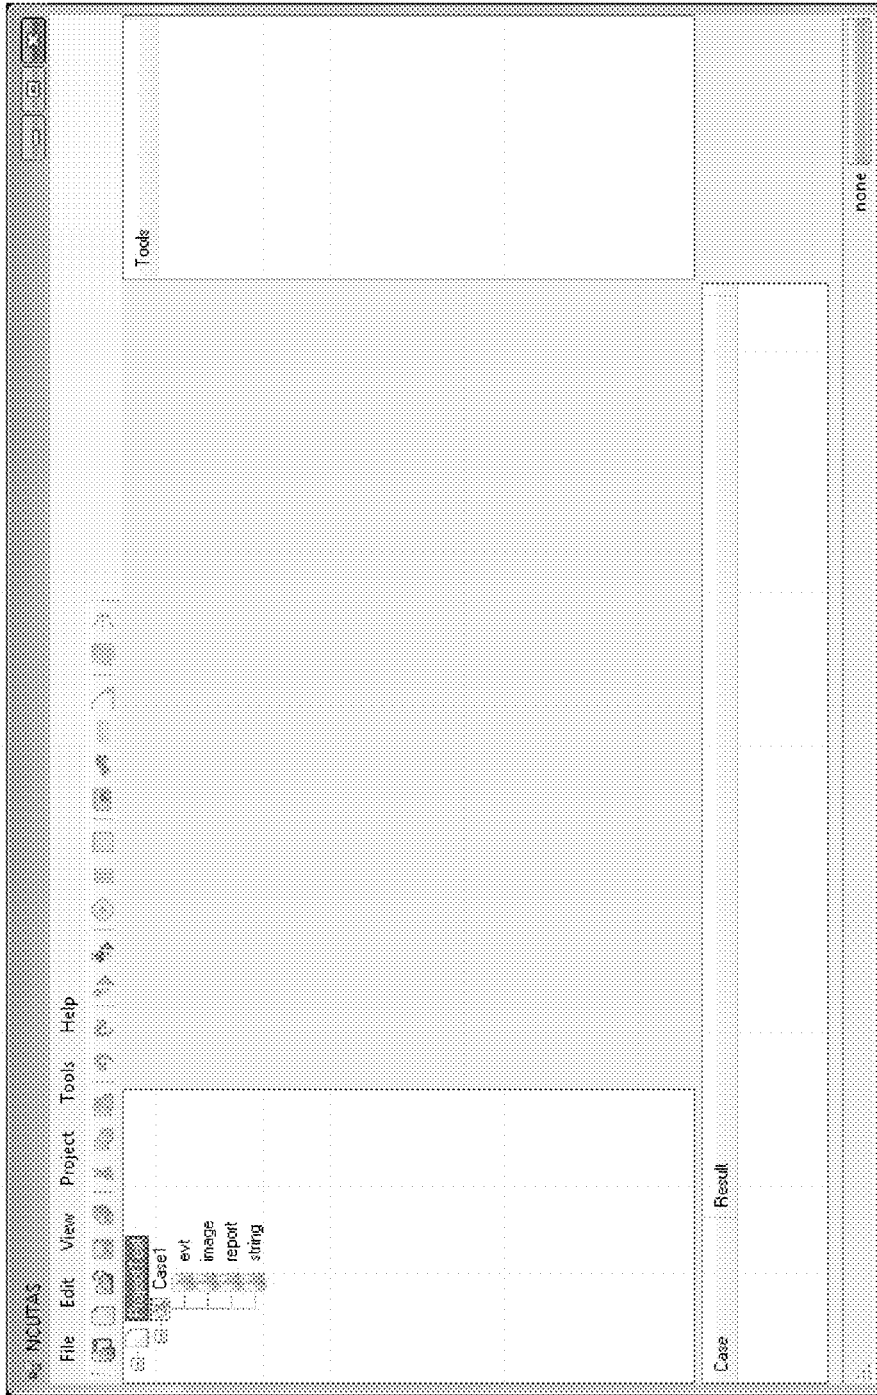 NCUTAS
File Edit View Project Tools Help
Case1
evt
image
report
string
Tools
Case Result
none